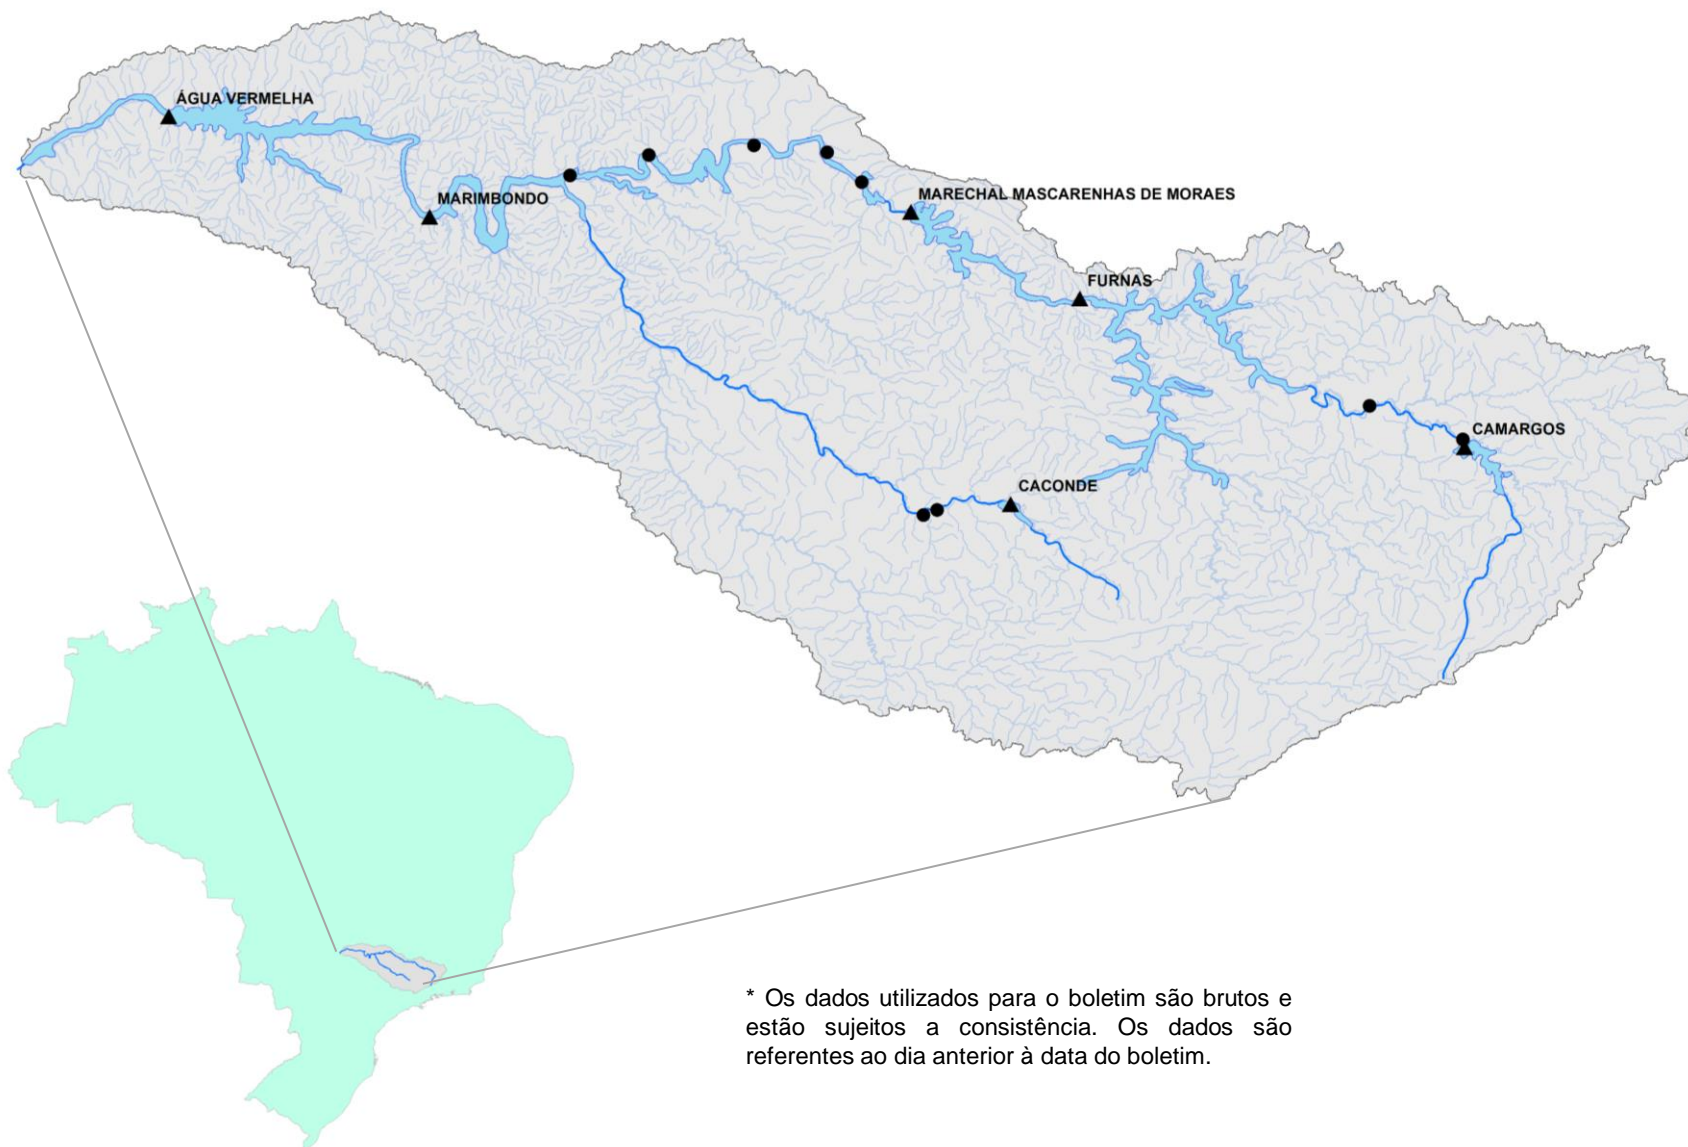 ÁGUA VERMELHA
MARIMBONDO
MARECHAL MASCARENHAS DE MORAES
FURNAS
CAMARGOS
CACONDE
* Os dados utilizados para o boletim são brutos e
estão sujeitos a consistência. Os dados são
referentes ao dia anterior à data do boletim.